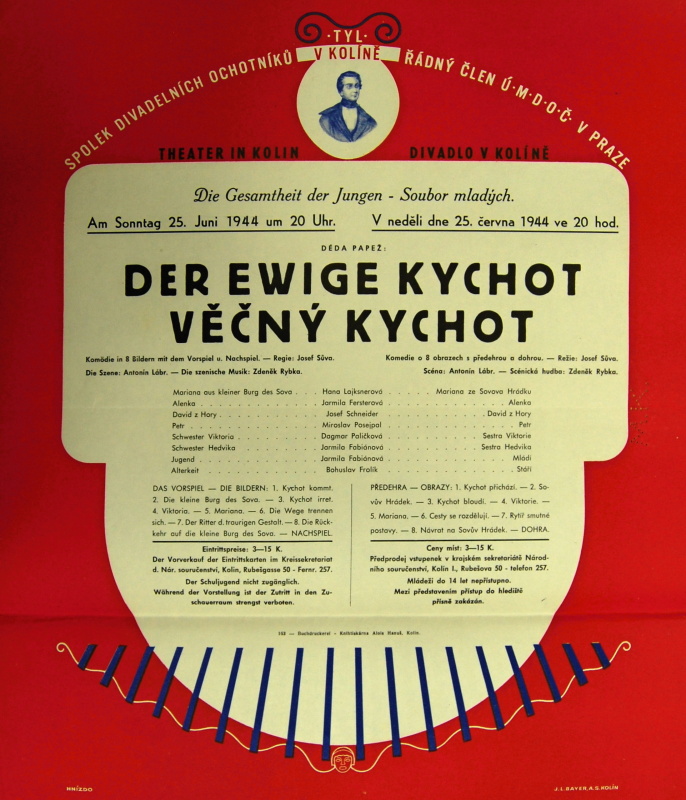 ·TYL·
V KOLÍNĚ
SPOLEK DIVADELNÍCH OCHOTNÍKŮ
ŘÁDNÝ ČLEN Ú·M·D·O·Č· V PRAZE
THEATER IN KOLIN
DIVADLO V KOLÍNĚ
Die Gesamtheit der Jungen - Soubor mladých.
Am Sonntag 25. Juni 1944 um 20 Uhr. V neděli dne 25. června 1944 ve 20 hod.
DÉDA PAPEŽ:
DER EWIGE KYCHOT
VĚČNÝ KYCHOT
Komödie in 8 Bildern mit dem Vorspiel u. Nachspiel. — Regie: Josef Sůva.
Die Szene: Antonín Lábr. — Die szenische Musik: Zdeněk Rybka.
Komedie o 8 obrazech s předehrou a dohrou. — Režie: Josef Sůva.
Scéna: Antonín Lábr. — Scénická hudba: Zdeněk Rybka.
Mariana aus kleiner Burg des Sova . . . Hana Lajksnerová . . . Mariana ze Sovova Hrádku
Alenka . . . Jarmila Fersterová . . . Alenka
David z Hory . . . Josef Schneider . . . David z Hory
Petr . . . Miroslav Posejpal . . . Petr
Schwester Viktoria . . . Dagmar Poličková . . . Sestra Viktorie
Schwester Hedvika . . . Jarmila Fabiánová . . . Sestra Hedvika
Jugend . . . Jarmila Fabiánová . . . Mládí
Alterkeit . . . Bohuslav Frolík . . . Stáří
DAS VORSPIEL — DIE BILDERN: 1. Kychot kommt.
2. Die kleine Burg des Sova. — 3. Kychot irret.
4. Viktoria. — 5. Mariana. — 6. Die Wege trennen
sich. — 7. Der Ritter d. traurigen Gestalt. — 8. Die Rück-
kehr auf die kleine Burg des Sova. — NACHSPIEL.
Eintrittspreise: 3—15 K.
Der Vorverkauf der Eintrittskarten im Kreissekretariat
d. Nár. souručenství, Kolín, Rubešgasse 50 - Fernr. 257.
Der Schuljugend nicht zugänglich.
Während der Vorstellung ist der Zutritt in den Zu-
schouerraum strengst verboten.
PŘEDEHRA — OBRAZY: 1. Kychot přichází. — 2. So-
vův Hrádek. — 3. Kychot bloudí. — 4. Viktorie. —
5. Mariana. — 6. Cesty se rozdělují. — 7. Rytíř smutné
postavy. — 8. Návrat na Sovův Hrádek. — DOHRA.
Ceny míst: 3—15 K.
Předprodej vstupenek v krajském sekretariátě Národ-
ního souručenství, Kolín I., Rubešova 50 - telefon 257.
Mládeži do 14 let nepřístupno.
Mezi představením přístup do hlediště
přísně zakázán.
168 — Buchdruckerei - Knihtiskárna Alois Hanuš, Kolín.
HNÍZDO
J. L. BAYER, A. S. KOLÍN